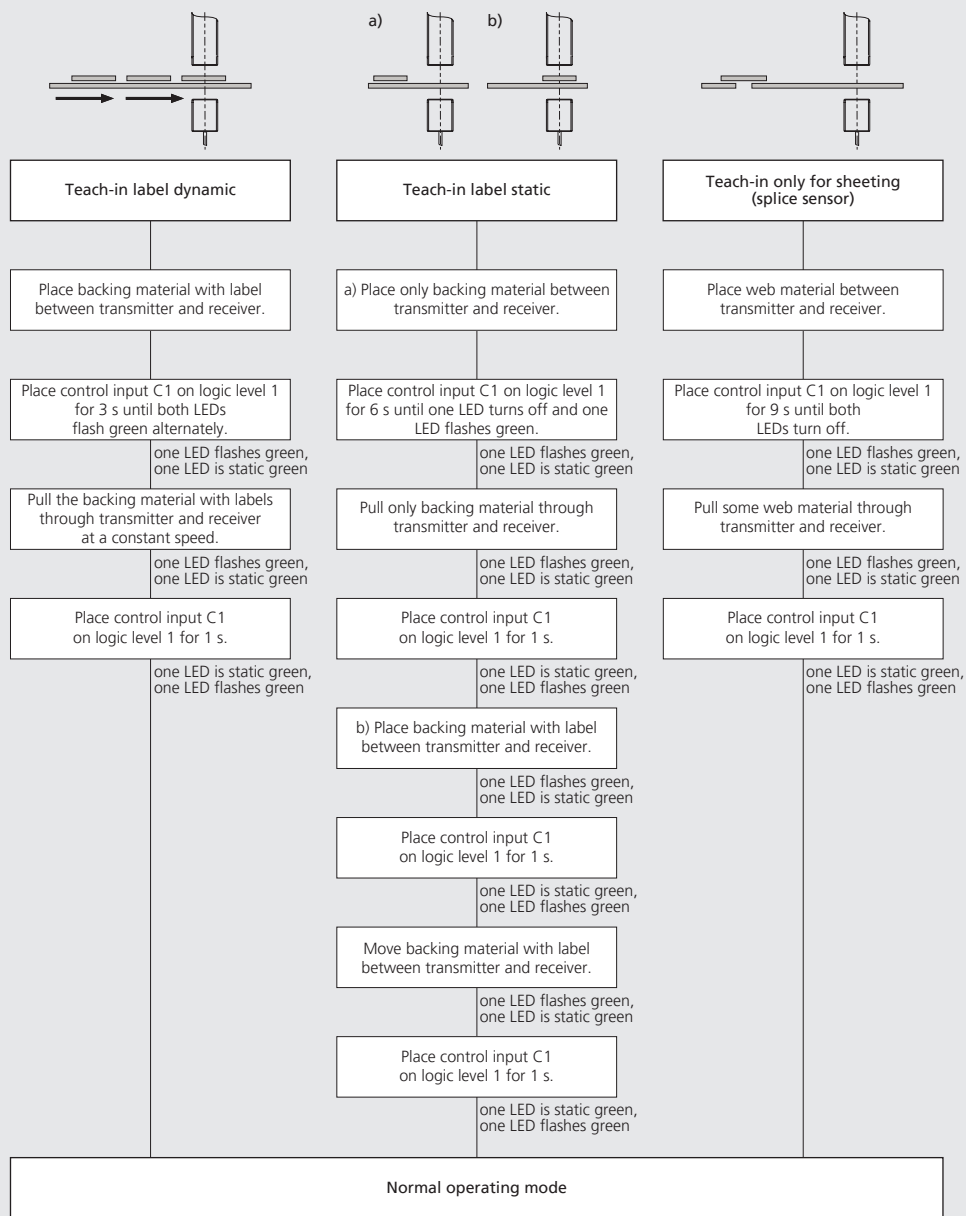 a)
b)
Teach-in label dynamic
Place backing material with label
between transmitter and receiver.
Place control input C1 on logic level 1
for 3 s until both LEDs
flash green alternately.
one LED flashes green,
one LED is static green
Pull the backing material with labels
through transmitter and receiver
at a constant speed.
one LED flashes green,
one LED is static green
Place control input C1
on logic level 1 for 1 s.
one LED is static green,
one LED flashes green
Teach-in label static
a) Place only backing material between
transmitter and receiver.
Place control input C1 on logic level 1
for 6 s until one LED turns off and one
LED flashes green.
one LED flashes green,
one LED is static green
Pull only backing material through
transmitter and receiver.
one LED flashes green,
one LED is static green
Place control input C1
on logic level 1 for 1 s.
one LED is static green,
one LED flashes green
b) Place backing material with label
between transmitter and receiver.
one LED flashes green,
one LED is static green
Place control input C1
on logic level 1 for 1 s.
one LED is static green,
one LED flashes green
Move backing material with label
between transmitter and receiver.
one LED flashes green,
one LED is static green
Place control input C1
on logic level 1 for 1 s.
one LED is static green,
one LED flashes green
Teach-in only for sheeting
(splice sensor)
Place web material between
transmitter and receiver.
Place control input C1 on logic level 1
for 9 s until both
LEDs turn off.
one LED flashes green,
one LED is static green
Pull some web material through
transmitter and receiver.
one LED flashes green,
one LED is static green
Place control input C1
on logic level 1 for 1 s.
one LED is static green,
one LED flashes green
Normal operating mode